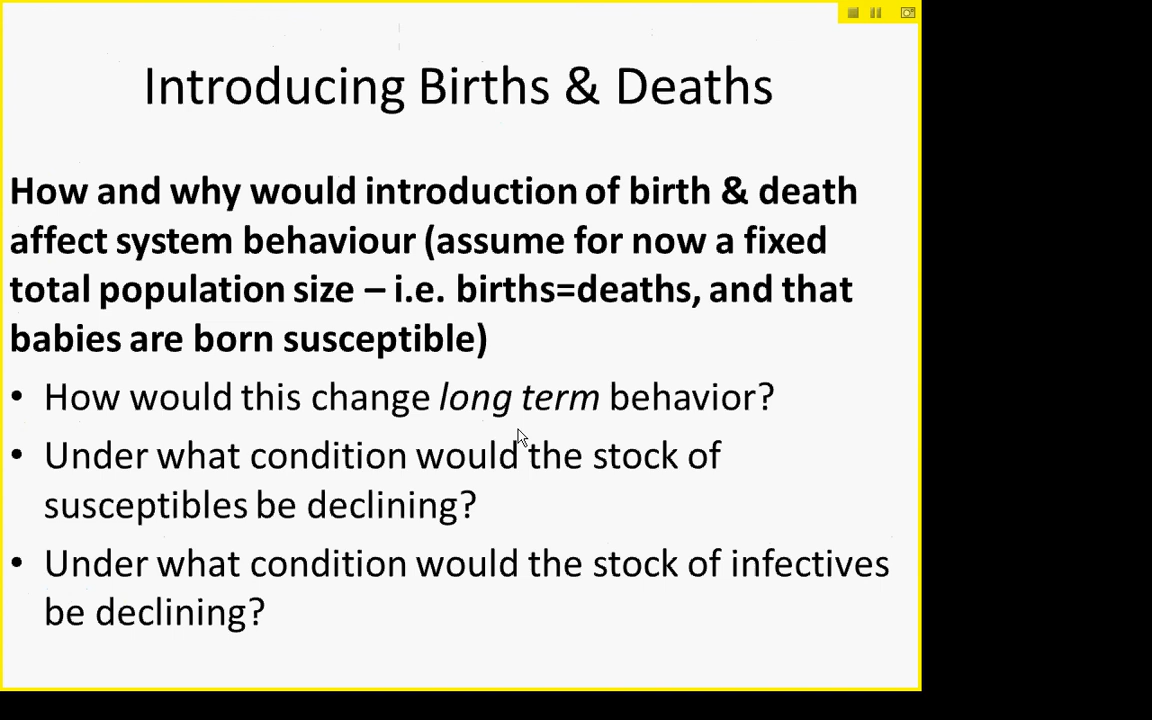 Introducing Births & Deaths
How and why would introduction of birth & death
affect system behaviour (assume for now a fixed
total population size – i.e. births=deaths, and that
babies are born susceptible)
• How would this change long term behavior?
• Under what condition would the stock of
susceptibles be declining?
• Under what condition would the stock of infectives
be declining?